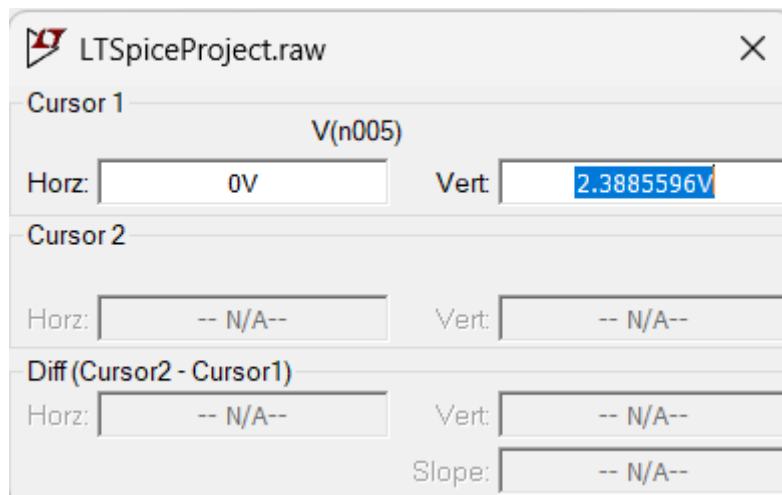 LTSpiceProject.raw
Cursor 1
V(n005)
Horz: 0V Vert: 2.3885596V
Cursor 2
Horz: -- N/A-- Vert: -- N/A--
Diff (Cursor2 - Cursor1)
Horz: -- N/A-- Vert: -- N/A--
Slope: -- N/A--